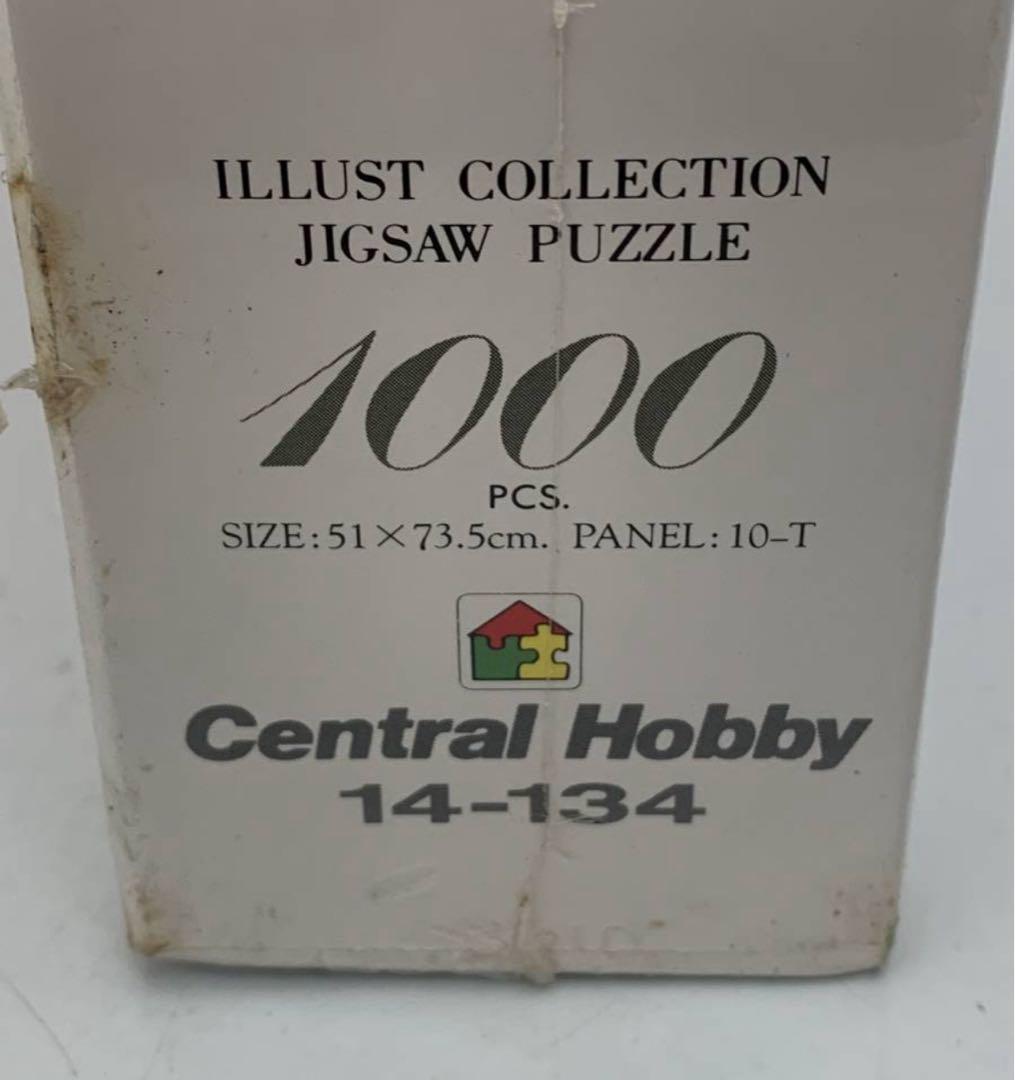 ILLUST COLLECTION
JIGSAW PUZZLE
1000
PCS.
SIZE:51×73.5cm. PANEL:10-T
Central Hobby
14-134